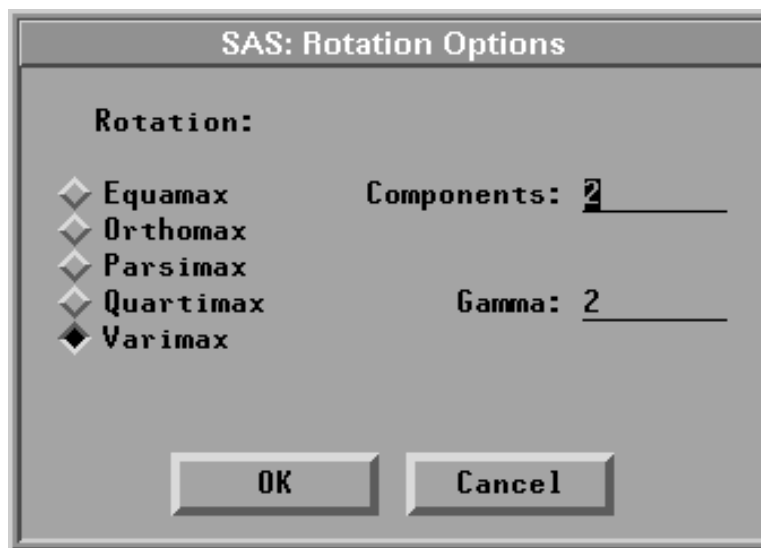 SAS: Rotation Options
Rotation:
Equamax
Components: 2
Orthomax
Parsimax
Quartimax
Gamma: 2
Varimax
OK
Cancel